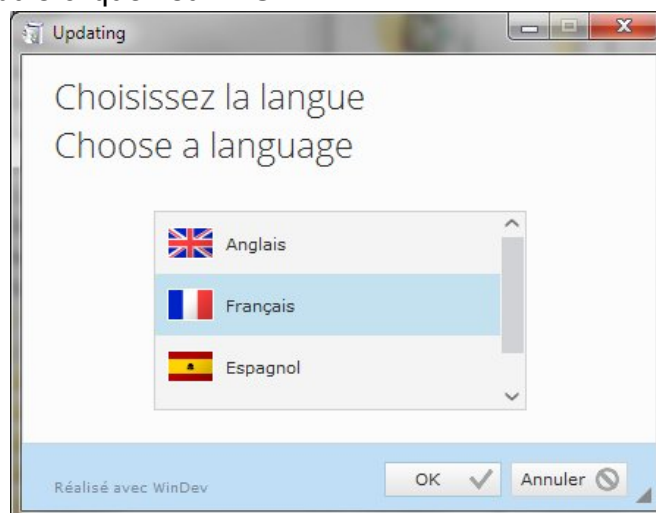 Updating
Choisissez la langue
Choose a language
Anglais
Français
Espagnol
Réalisé avec WinDev
OK
Annuler